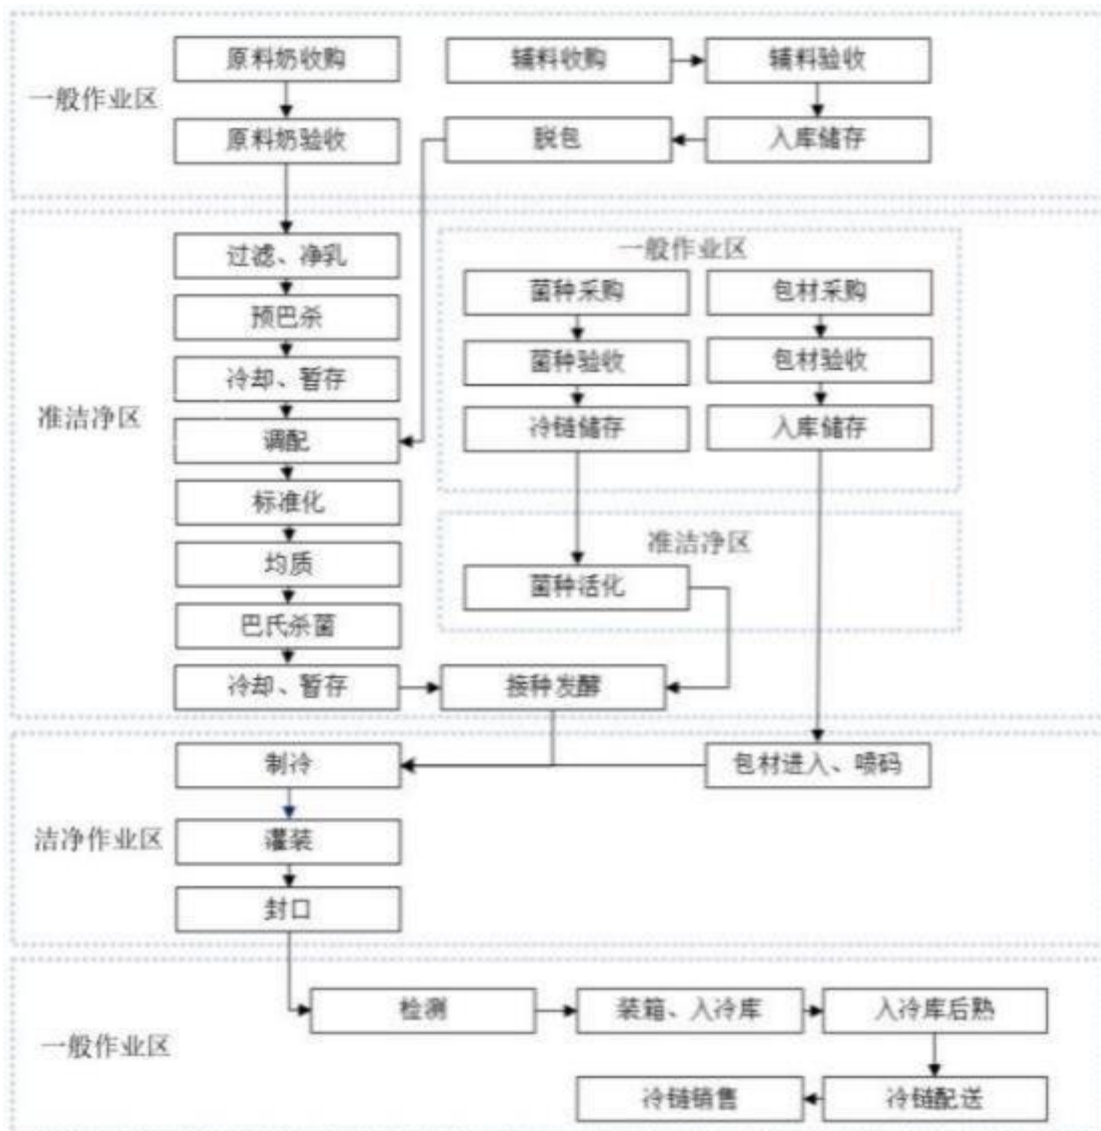 一般作业区
原料奶收购
辅料收购
辅料验收
原料奶验收
脱包
入库储存
准洁净区
过滤、净乳
预巴杀
冷却、暂存
调配
标准化
均质
巴氏杀菌
冷却、暂存
一般作业区
菌种采购
包材采购
菌种验收
包材验收
冷链储存
入库储存
准洁净区
菌种活化
接种发酵
洁净作业区
制冷
包材进入、喷码
灌装
封口
一般作业区
检测
装箱、入冷库
入冷库后熟
冷链销售
冷链配送